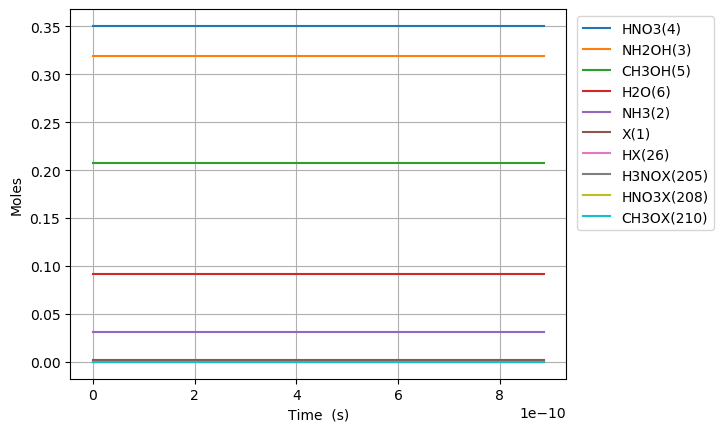 0.35
0.30
0.25
0.20
0.15
0.10
0.05
0.00
Moles
0
2
4
6
8
1e−10
Time  (s)
HNO3(4)
NH2OH(3)
CH3OH(5)
H2O(6)
NH3(2)
X(1)
HX(26)
H3NOX(205)
HNO3X(208)
CH3OX(210)